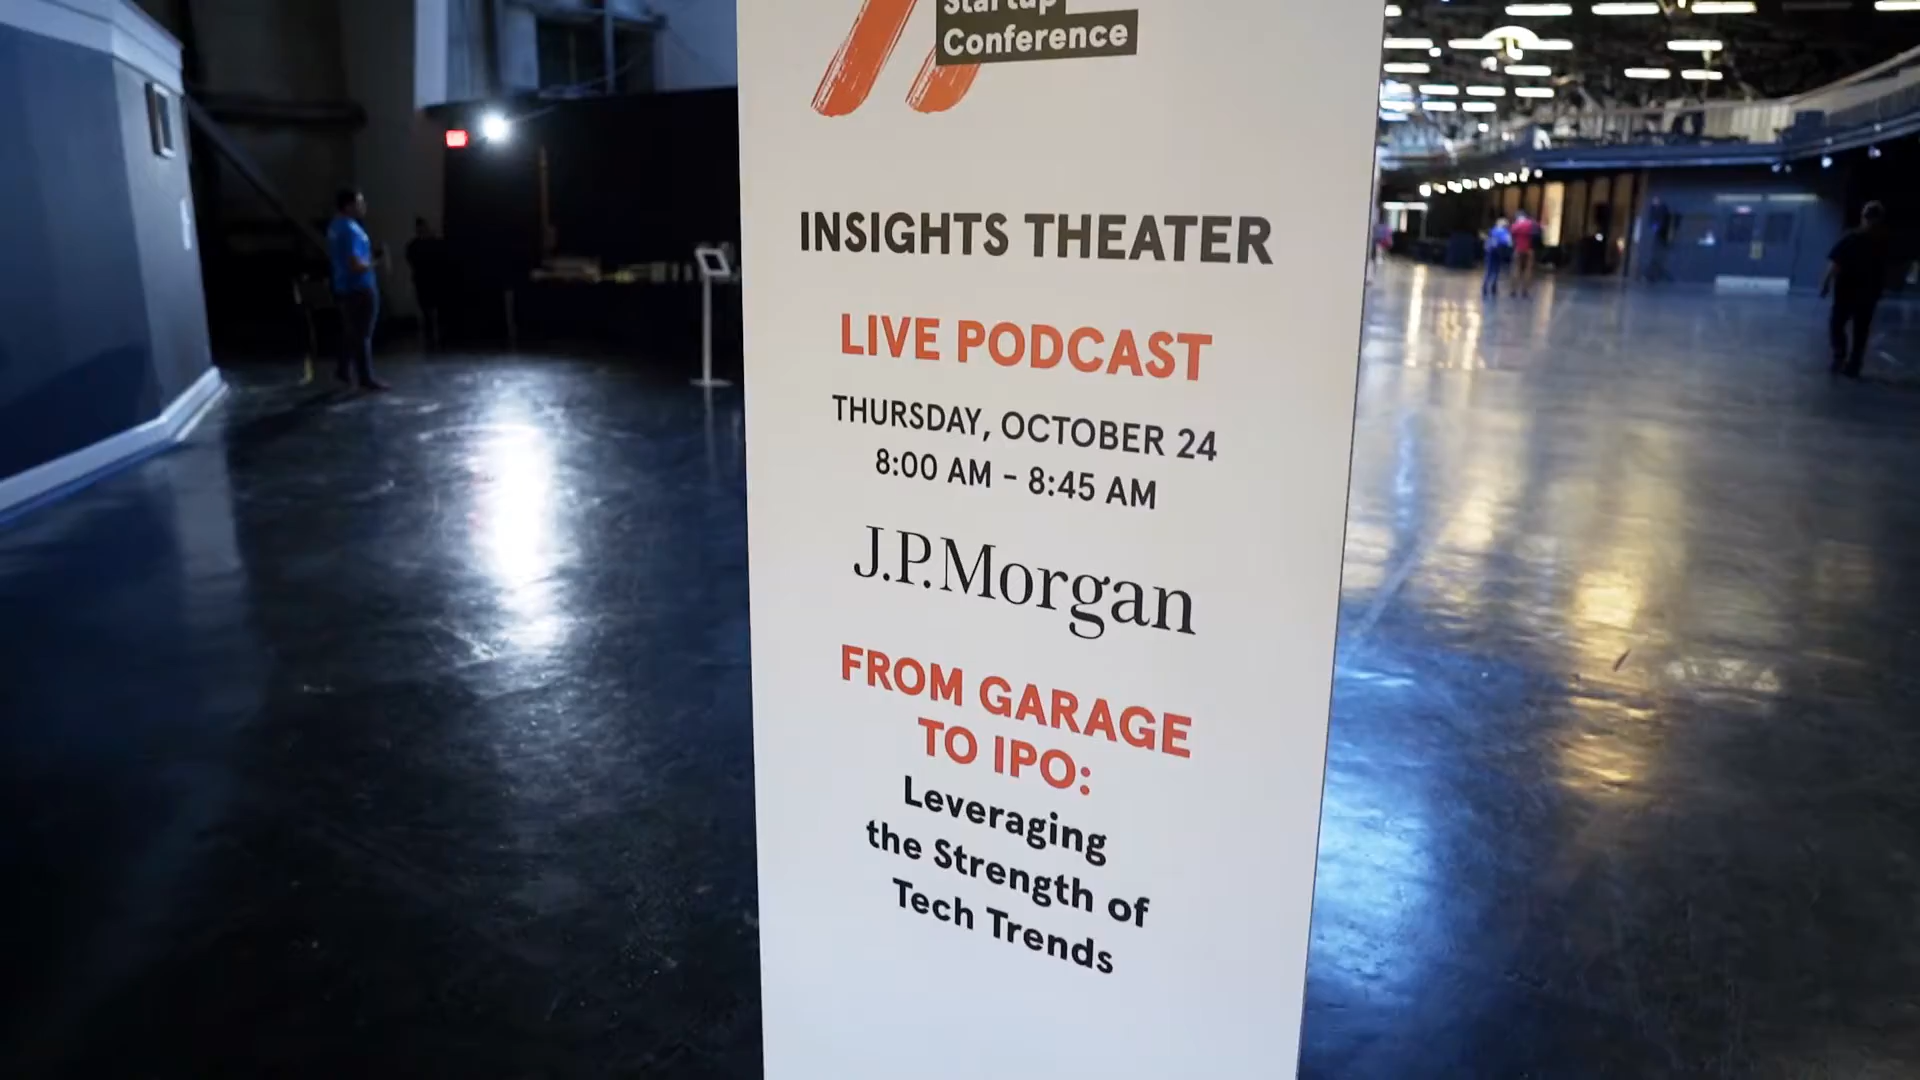 Startup
Conference
INSIGHTS THEATER
LIVE PODCAST
THURSDAY, OCTOBER 24
8:00 AM – 8:45 AM
J.P.Morgan
FROM GARAGE
TO IPO:
Leveraging
the Strength of
Tech Trends